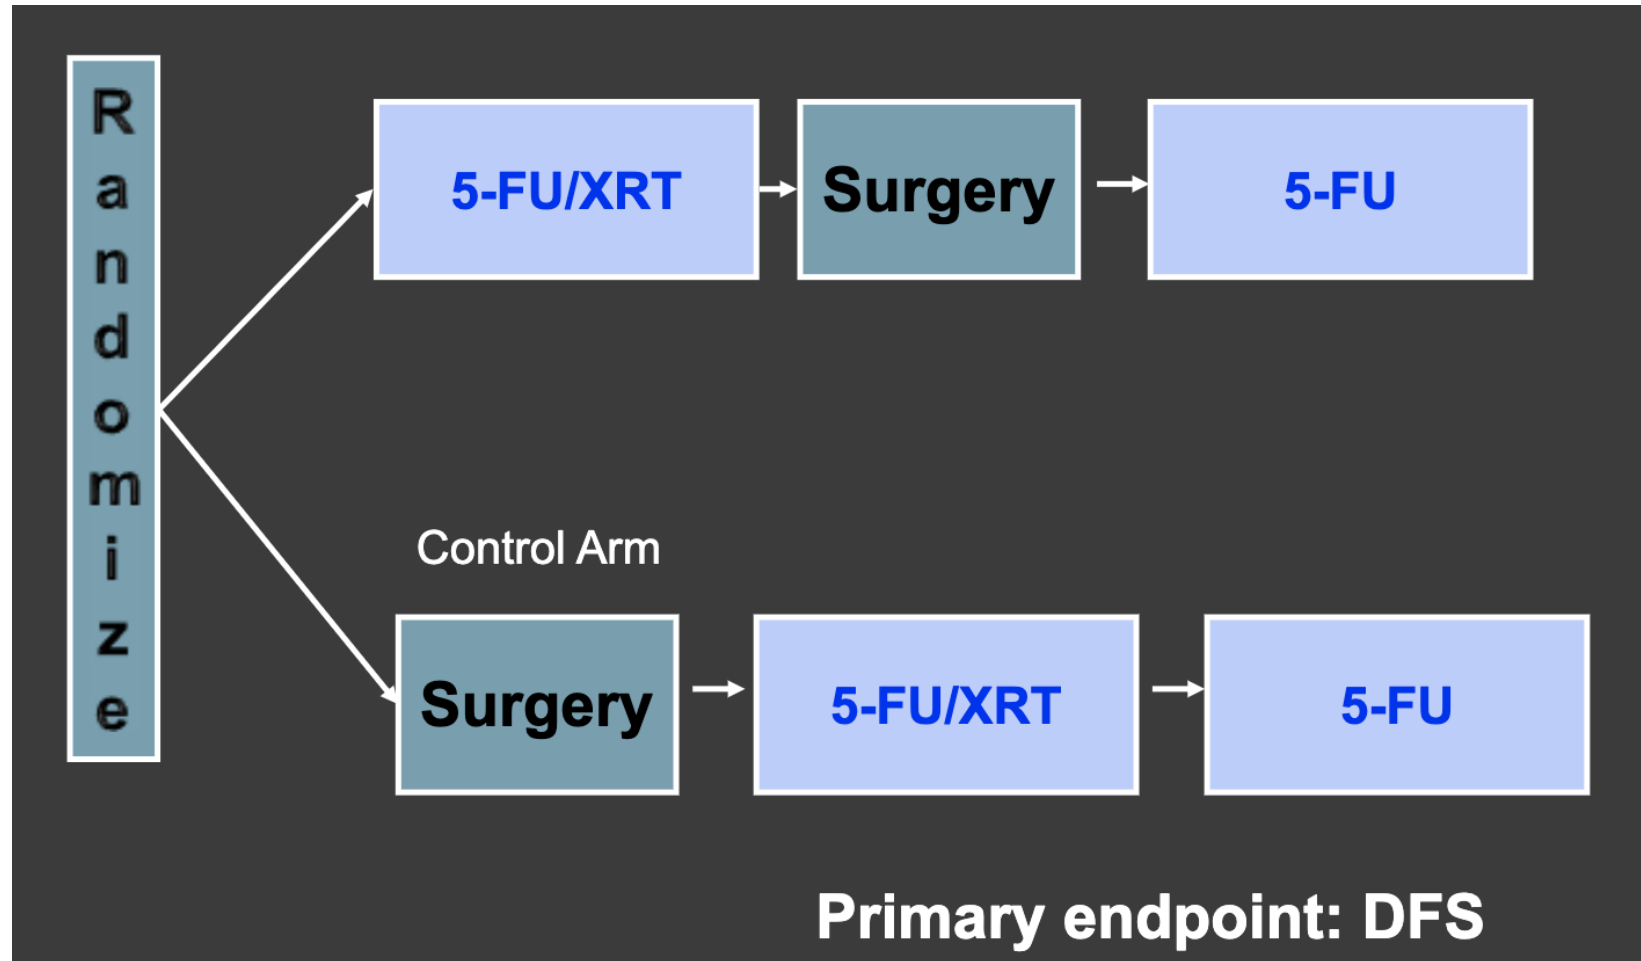 Randomize
5-FU/XRT
Surgery
5-FU
Control Arm
Surgery
5-FU/XRT
5-FU
Primary endpoint: DFS